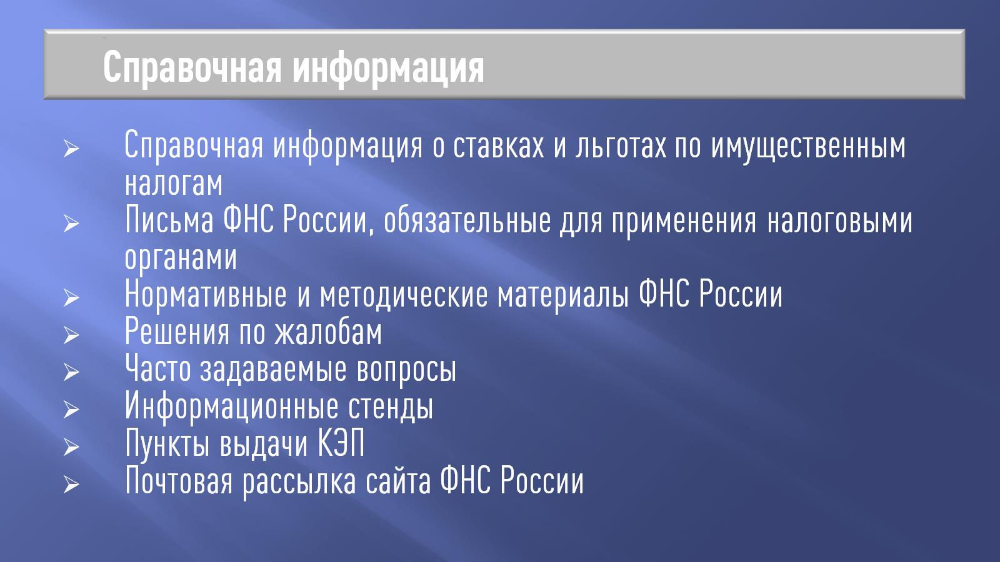 Справочная информация
Справочная информация о ставках и льготах по имущественным
налогам
Письма ФНС России, обязательные для применения налоговыми
органами
Нормативные и методические материалы ФНС России
Решения по жалобам
Часто задаваемые вопросы
Информационные стенды
Пункты выдачи КЭП
Почтовая рассылка сайта ФНС России